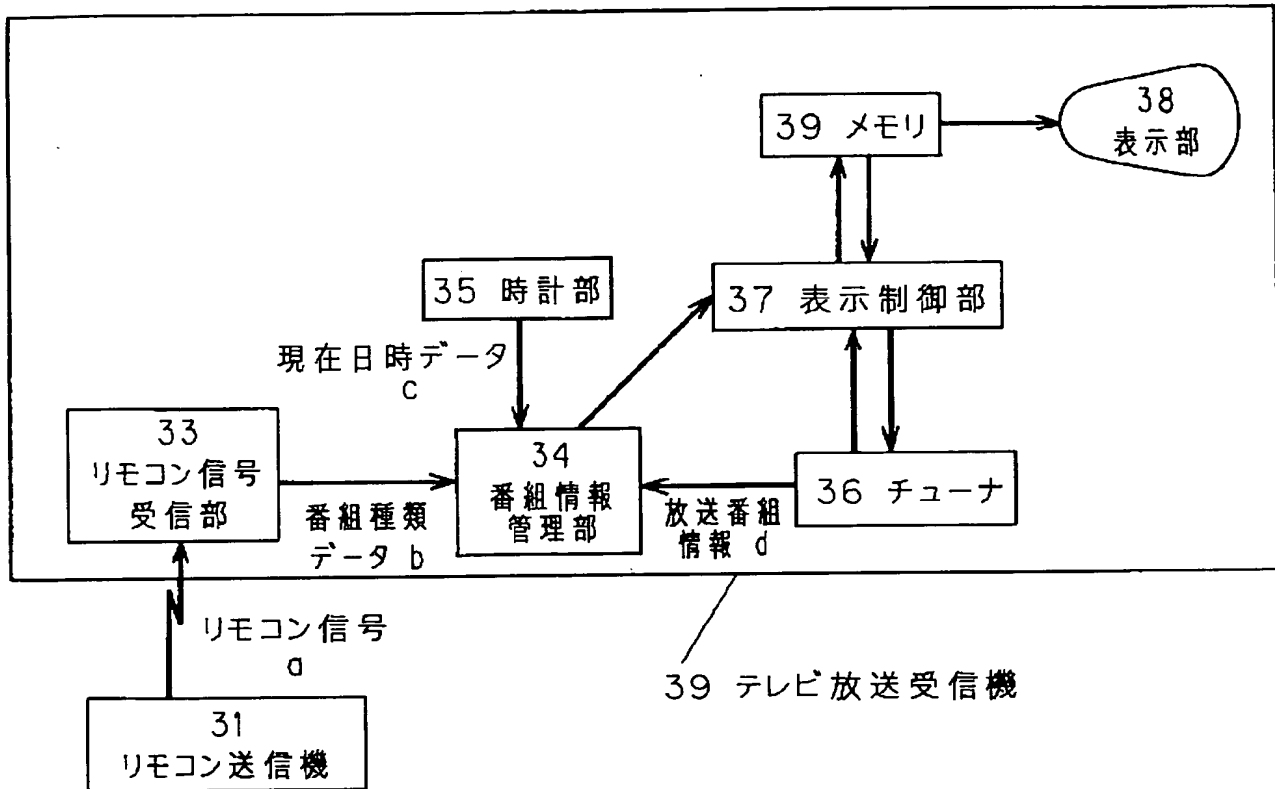 38
表示部
39 メモリ
35 時計部
37 表示制御部
現在日時データ
c
33
リモコン信号
受信部
番組種類
データ b
34
番組情報
管理部
放送番組
情報 d
36 チューナ
リモコン信号
a
39 テレビ放送受信機
31
リモコン送信機